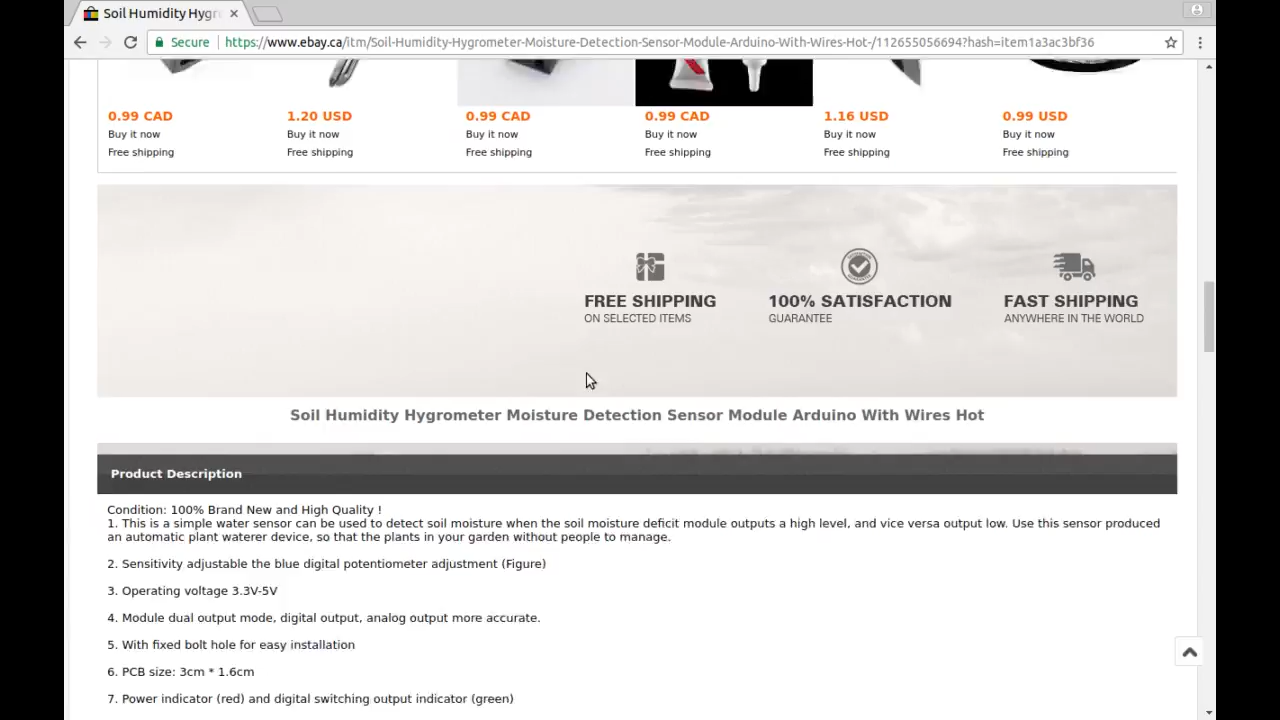 Soil Humidity Hygr
Secure https://www.ebay.ca/itm/Soil-Humidity-Hygrometer-Moisture-Detection-Sensor-Module-Arduino-With-Wires-Hot-/112655056694?hash=item1a3ac3bf36
0.99 CAD 1.20 USD 0.99 CAD 0.99 CAD 1.16 USD 0.99 USD
Buy it now Buy it now Buy it now Buy it now Buy it now Buy it now
Free shipping Free shipping Free shipping Free shipping Free shipping Free shipping
FREE SHIPPING 100% SATISFACTION FAST SHIPPING
ON SELECTED ITEMS GUARANTEE ANYWHERE IN THE WORLD
Soil Humidity Hygrometer Moisture Detection Sensor Module Arduino With Wires Hot
Product Description
Condition: 100% Brand New and High Quality !
1. This is a simple water sensor can be used to detect soil moisture when the soil moisture deficit module outputs a high level, and vice versa output low. Use this sensor produced
an automatic plant waterer device, so that the plants in your garden without people to manage.
2. Sensitivity adjustable the blue digital potentiometer adjustment (Figure)
3. Operating voltage 3.3V-5V
4. Module dual output mode, digital output, analog output more accurate.
5. With fixed bolt hole for easy installation
6. PCB size: 3cm * 1.6cm
7. Power indicator (red) and digital switching output indicator (green)